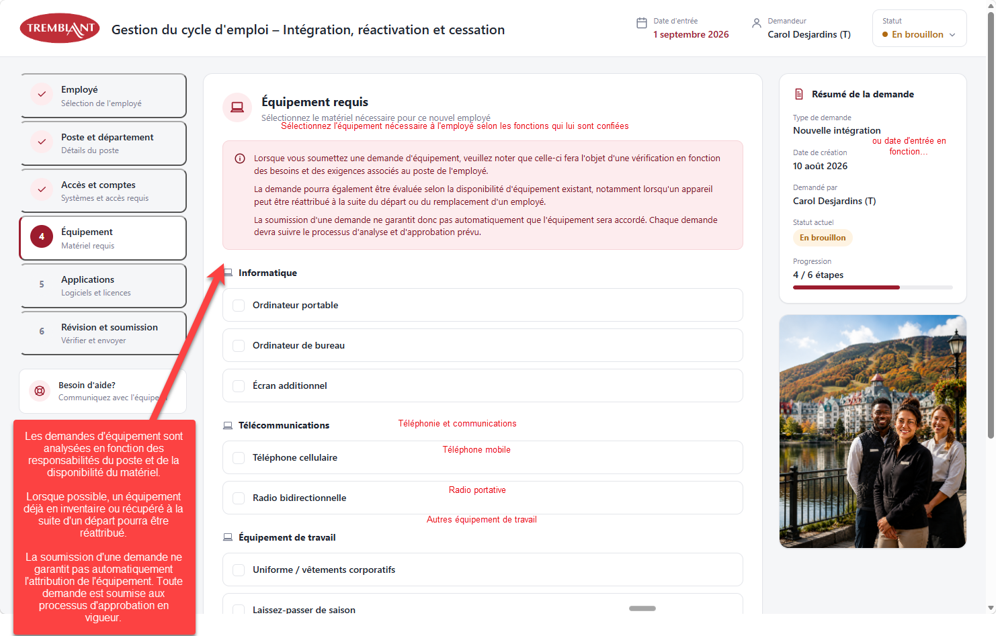 TREMBLANT
Gestion du cycle d'emploi – Intégration, réactivation et cessation
Date d'entrée
1 septembre 2026
Demandeur
Carol Desjardins (T)
Statut
En brouillon
Employé
Sélection de l'employé
Poste et département
Détails du poste
Accès et comptes
Systèmes et accès requis
4
Équipement
Matériel requis
5
Applications
Logiciels et licences
6
Révision et soumission
Vérifier et envoyer
Besoin d'aide?
Communiquez avec l'équipe
Les demandes d'équipement sont
analysées en fonction des
responsabilités du poste et de la
disponibilité du matériel.
Lorsque possible, un équipement
déjà en inventaire ou récupéré à la
suite d'un départ pourra être
réattribué.
La soumission d'une demande ne
garantit pas automatiquement
l'attribution de l'équipement. Toute
demande est soumise aux
processus d'approbation en
vigueur.
Équipement requis
Sélectionnez le matériel nécessaire pour ce nouvel employé
Sélectionnez l'équipement nécessaire à l'employé selon les fonctions qui lui sont confiées
Lorsque vous soumettez une demande d'équipement, veuillez noter que celle-ci fera l'objet d'une vérification en fonction
des besoins et des exigences associés au poste de l'employé.
La demande pourra également être évaluée selon la disponibilité d'équipement existant, notamment lorsqu'un appareil
peut être réattribué à la suite du départ ou du remplacement d'un employé.
La soumission d'une demande ne garantit donc pas automatiquement que l'équipement sera accordé. Chaque demande
devra suivre le processus d'analyse et d'approbation prévu.
Informatique
Ordinateur portable
Ordinateur de bureau
Écran additionnel
Télécommunications
Téléphonie et communications
Téléphone mobile
Téléphone cellulaire
Radio portative
Radio bidirectionnelle
Autres équipement de travail
Équipement de travail
Uniforme / vêtements corporatifs
Laissez-passer de saison
Résumé de la demande
Type de demande
Nouvelle intégration
ou date d'entrée en
fonction...
Date de création
10 août 2026
Demandé par
Carol Desjardins (T)
Statut actuel
En brouillon
Progression
4 / 6 étapes